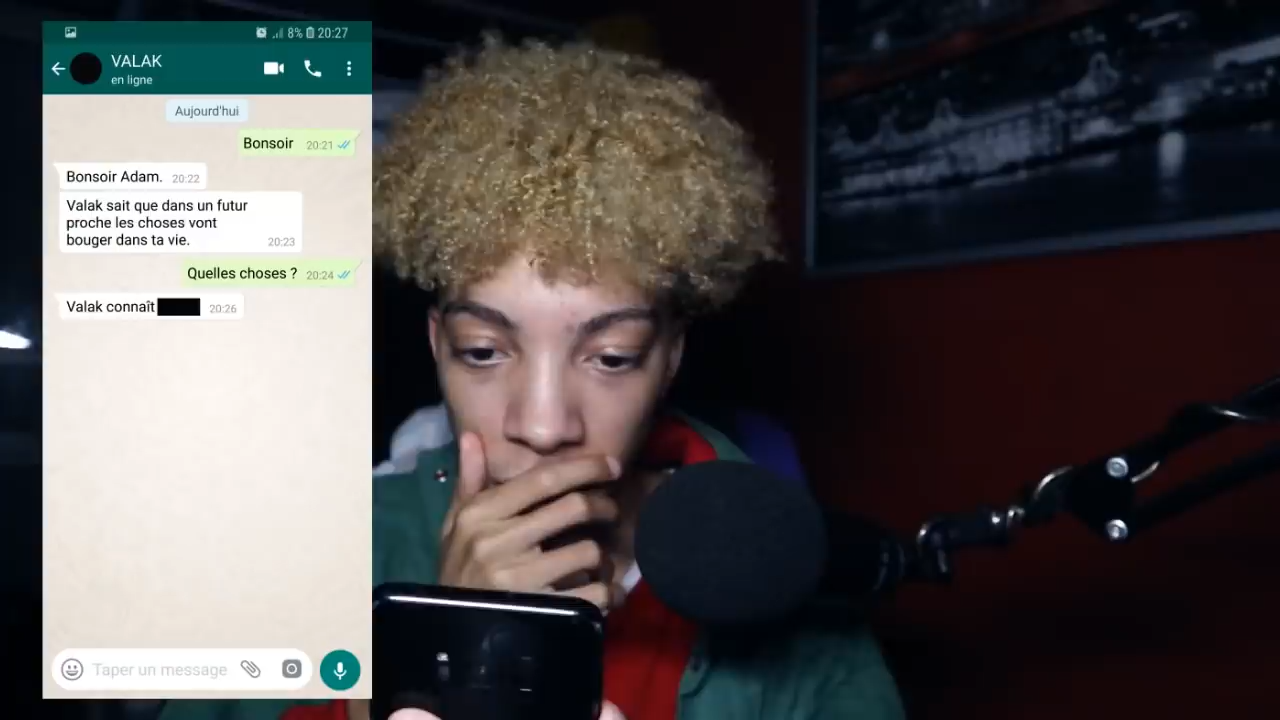 8% 20:27
VALAK
en ligne
Aujourd'hui
Bonsoir 20:21
Bonsoir Adam. 20:22
Valak sait que dans un futur
proche les choses vont
bouger dans ta vie. 20:23
Quelles choses ? 20:24
Valak connaît 20:26
Taper un message